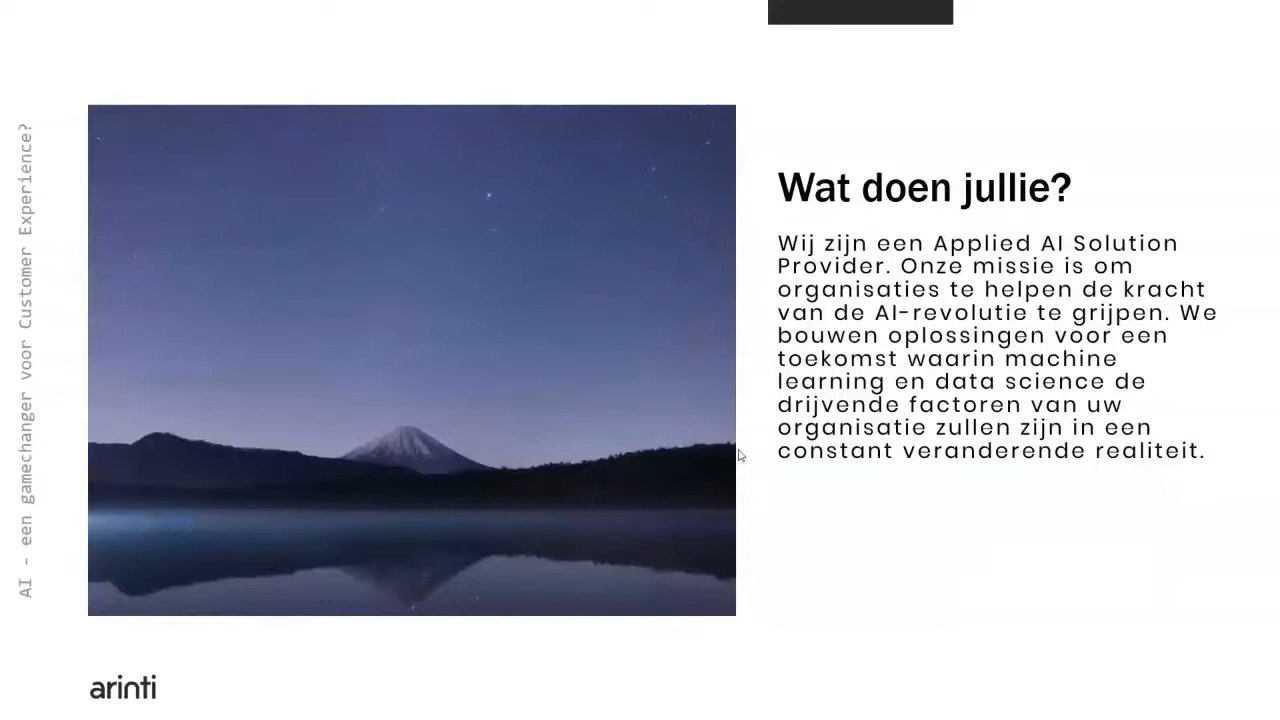 AI - een gamechanger voor Customer Experience?
Wat doen jullie?
Wij zijn een Applied AI Solution
Provider. Onze missie is om
organisaties te helpen de kracht
van de AI-revolutie te grijpen. We
bouwen oplossingen voor een
toekomst waarin machine
learning en data science de
drijvende factoren van uw
organisatie zullen zijn in een
constant veranderende realiteit.
arinti